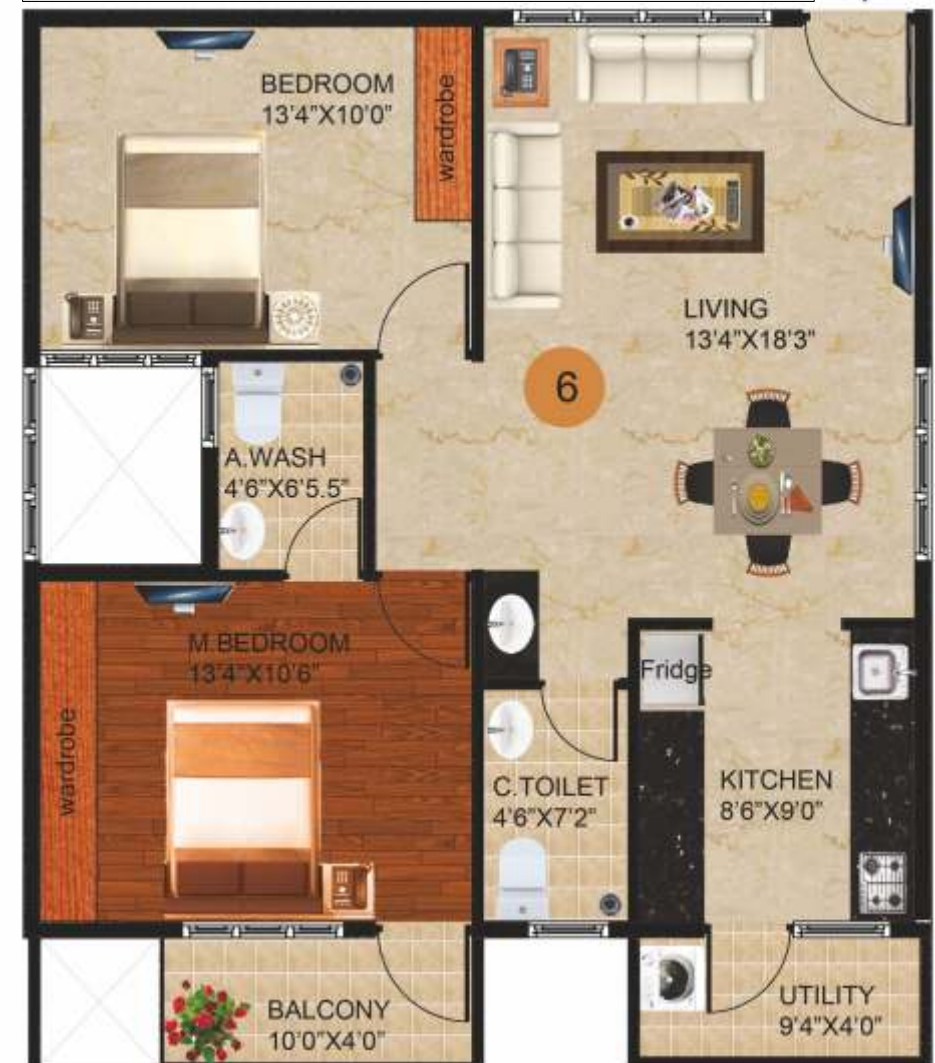 BEDROOM
13'4"X10'0"
wardrobe
LIVING
13'4"X18'3"
6
A.WASH
4'6"X6'5.5"
M.BEDROOM
13'4"X10'6"
wardrobe
Fridge
C.TOILET
4'6"X7'2"
KITCHEN
8'6"X9'0"
BALCONY
10'0"X4'0"
UTILITY
9'4"X4'0"